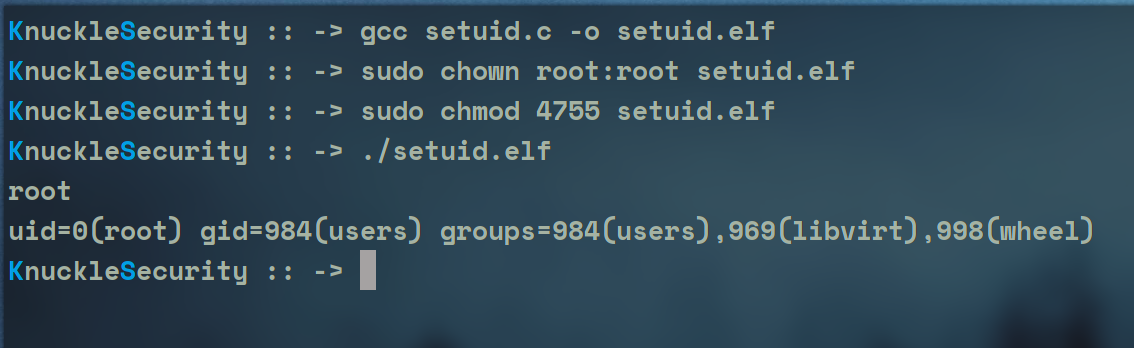 KnuckleSecurity :: -> gcc setuid.c -o setuid.elf
KnuckleSecurity :: -> sudo chown root:root setuid.elf
KnuckleSecurity :: -> sudo chmod 4755 setuid.elf
KnuckleSecurity :: -> ./setuid.elf
root
uid=0(root) gid=984(users) groups=984(users),969(libvirt),998(wheel)
KnuckleSecurity :: ->